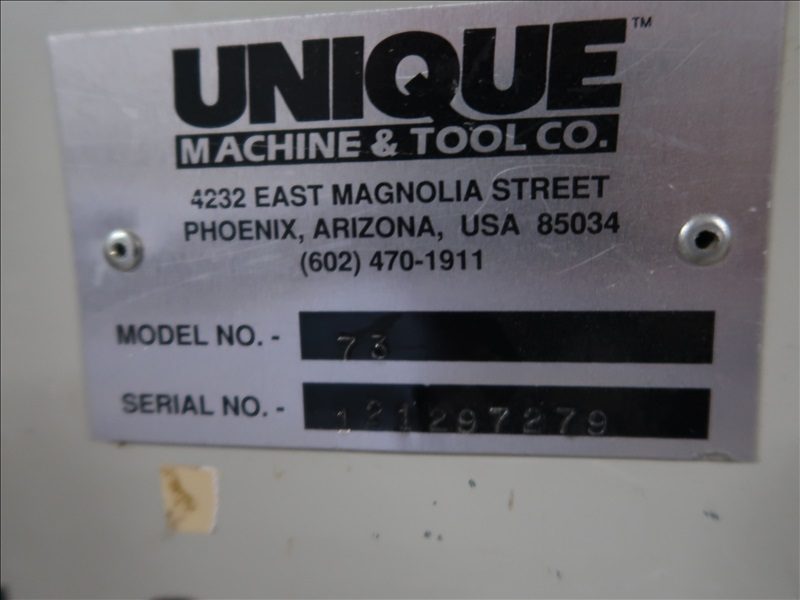 UNIQUE™
MACHINE & TOOL CO.
4232 EAST MAGNOLIA STREET
PHOENIX, ARIZONA, USA 85034
(602) 470-1911
MODEL NO. - 73
SERIAL NO. - 121297279